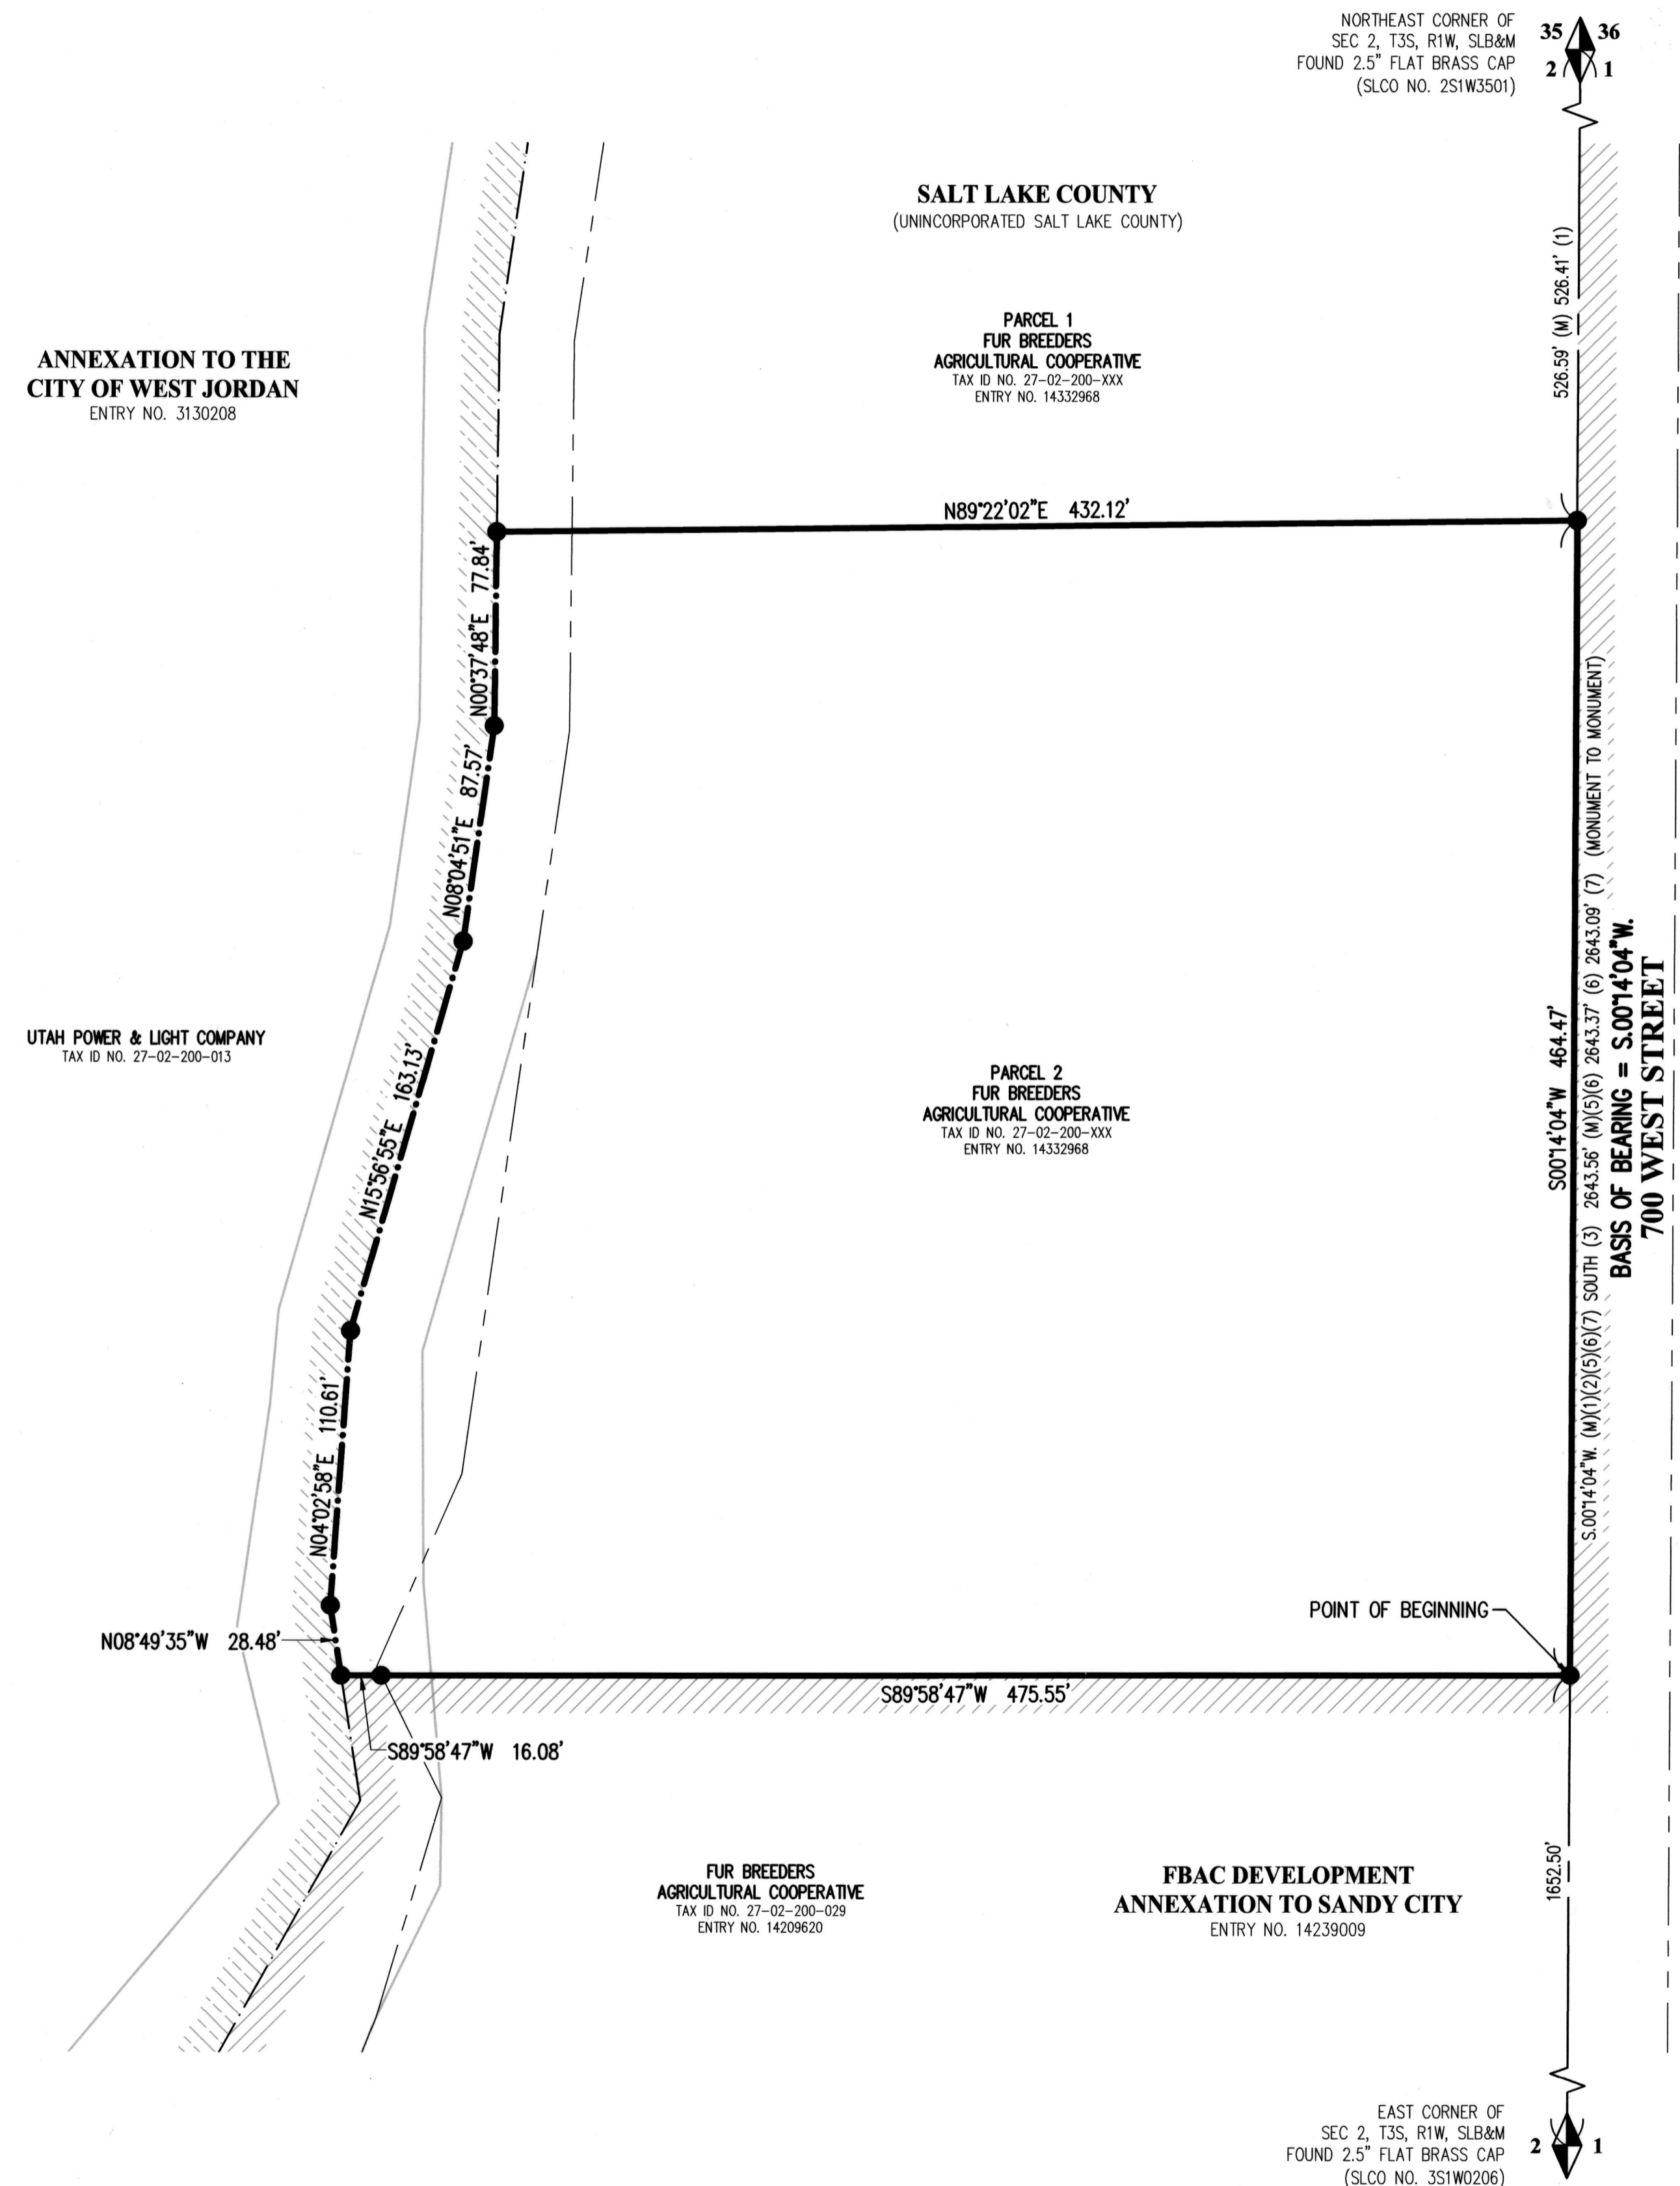 NORTHEAST CORNER OF
SEC 2, T3S, R1W, SLB&M
FOUND 2.5" FLAT BRASS CAP
(SLCO NO. 2S1W3501)
35 36
2 1
SALT LAKE COUNTY
(UNINCORPORATED SALT LAKE COUNTY)
526.59' (M) 526.41' (1)
PARCEL 1
FUR BREEDERS
AGRICULTURAL COOPERATIVE
TAX ID NO. 27-02-200-XXX
ENTRY NO. 14332968
ANNEXATION TO THE
CITY OF WEST JORDAN
ENTRY NO. 3130208
N89°22'02"E 432.12'
N00°37'48"E 77.84'
N08°04'51"E 87.57'
N15°56'55"E 163.13'
N04°02'58"E 110.61'
UTAH POWER & LIGHT COMPANY
TAX ID NO. 27-02-200-013
PARCEL 2
FUR BREEDERS
AGRICULTURAL COOPERATIVE
TAX ID NO. 27-02-200-XXX
ENTRY NO. 14332968
S00°14'04"W 464.47'
S.00°14'04"W. (M)(1)(2)(5)(6)(7) SOUTH (3) 2643.56' (M)(5)(6) 2643.37' (6) 2643.09' (7) (MONUMENT TO MONUMENT)
BASIS OF BEARING = S.00°14'04"W.
700 WEST STREET
POINT OF BEGINNING
N08°49'35"W 28.48'
S89°58'47"W 475.55'
S89°58'47"W 16.08'
FUR BREEDERS
AGRICULTURAL COOPERATIVE
TAX ID NO. 27-02-200-029
ENTRY NO. 14209620
FBAC DEVELOPMENT
ANNEXATION TO SANDY CITY
ENTRY NO. 14239009
1652.50'
EAST CORNER OF
SEC 2, T3S, R1W, SLB&M
FOUND 2.5" FLAT BRASS CAP
(SLCO NO. 3S1W0206)
2 1